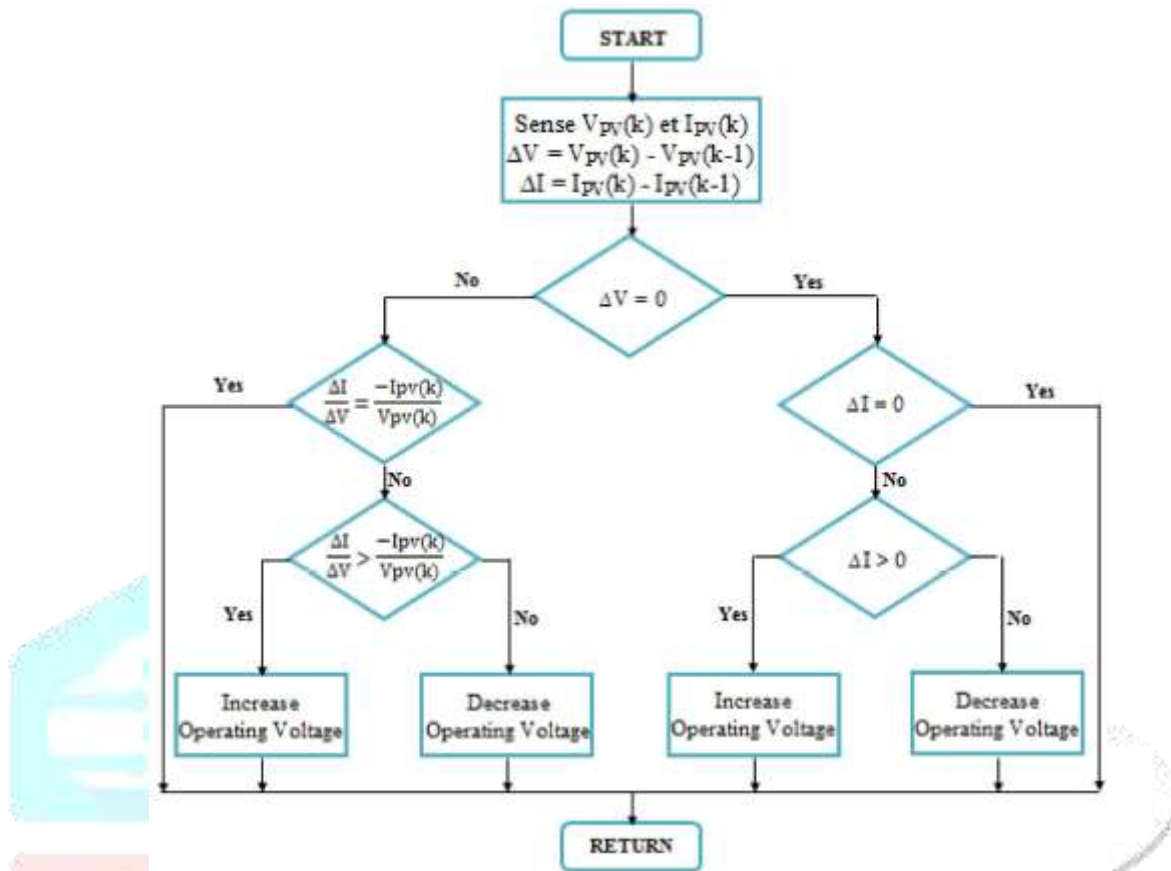 START
Sense VPV(k) et IPV(k)
ΔV = VPV(k) - VPV(k-1)
ΔI = IPV(k) - IPV(k-1)
No
ΔV = 0
Yes
Yes
ΔI/ΔV = −Ipv(k)/Vpv(k)
ΔI = 0
Yes
No
No
ΔI/ΔV > −Ipv(k)/Vpv(k)
ΔI > 0
Yes
No
Yes
No
Increase
Operating Voltage
Decrease
Operating Voltage
Increase
Operating Voltage
Decrease
Operating Voltage
RETURN